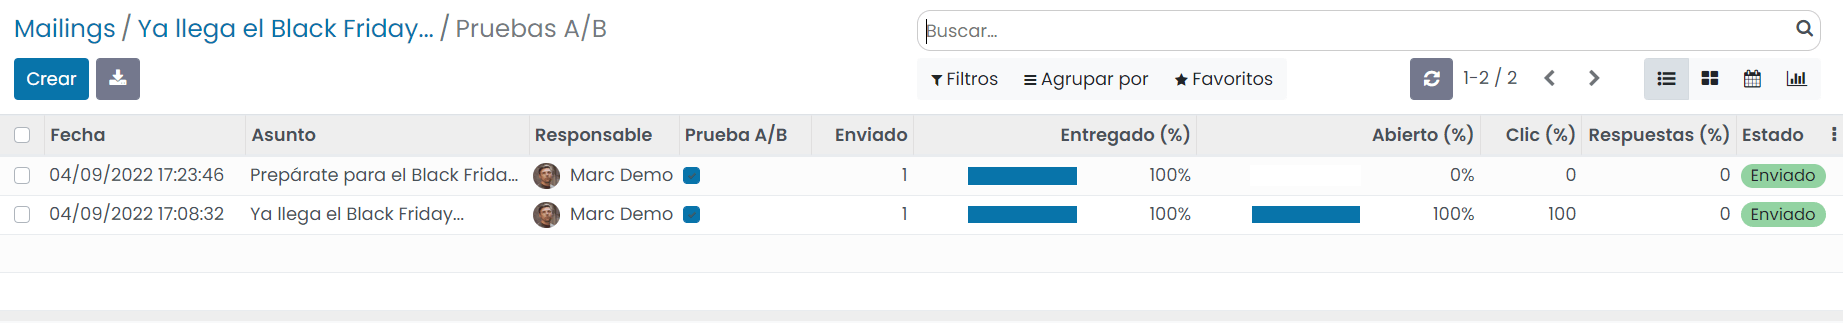 Mailings / Ya llega el Black Friday... / Pruebas A/B
Buscar...
Crear
Filtros Agrupar por Favoritos
1-2 / 2
Fecha Asunto Responsable Prueba A/B Enviado Entregado (%) Abierto (%) Clic (%) Respuestas (%) Estado
04/09/2022 17:23:46 Prepárate para el Black Frida... Marc Demo 1 100% 0% 0 0 Enviado
04/09/2022 17:08:32 Ya llega el Black Friday... Marc Demo 1 100% 100% 100 0 Enviado